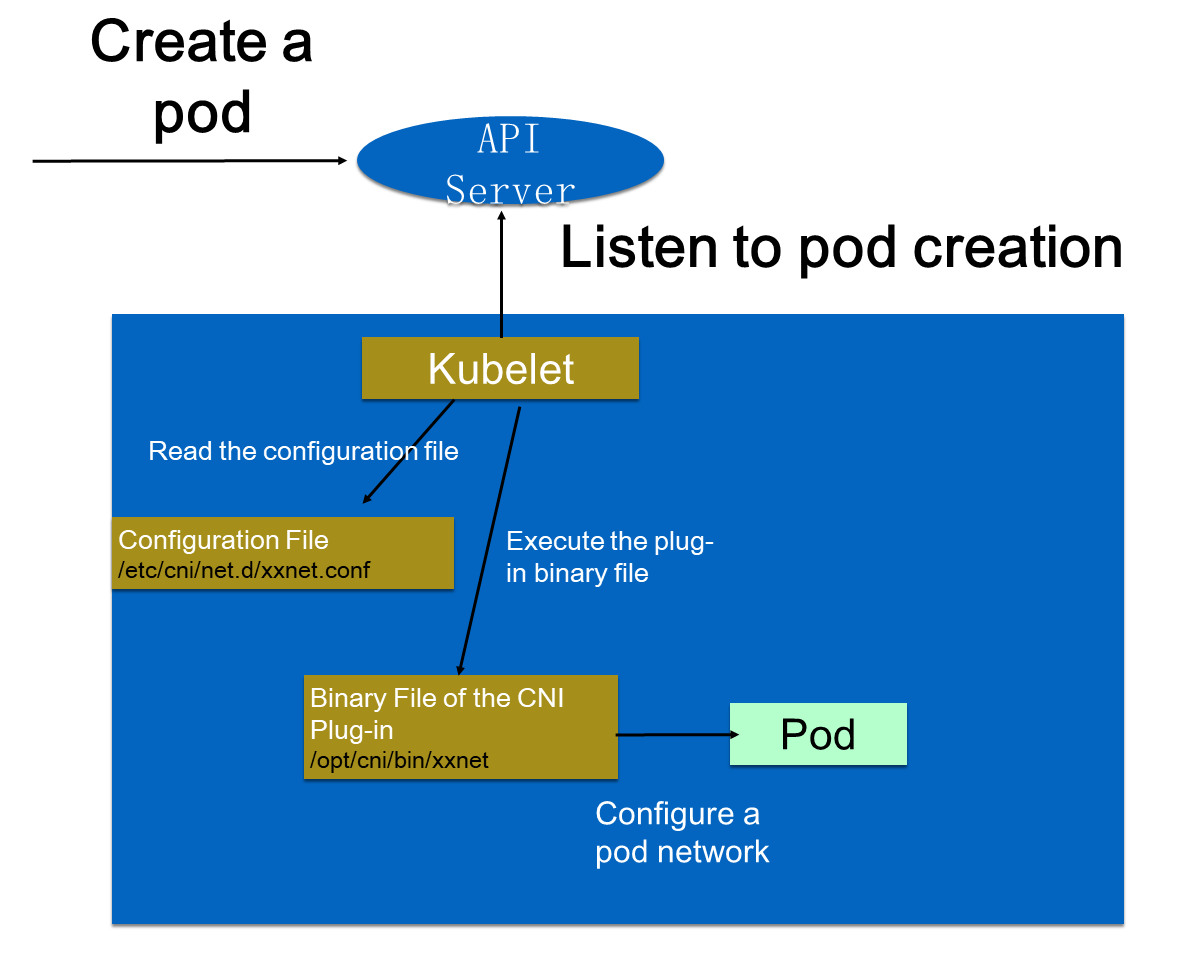 Create a
pod
API
Server
Listen to pod creation
Kubelet
Read the configuration file
Configuration File
/etc/cni/net.d/xxnet.conf
Execute the plug-
in binary file
Binary File of the CNI
Plug-in
/opt/cni/bin/xxnet
Pod
Configure a
pod network